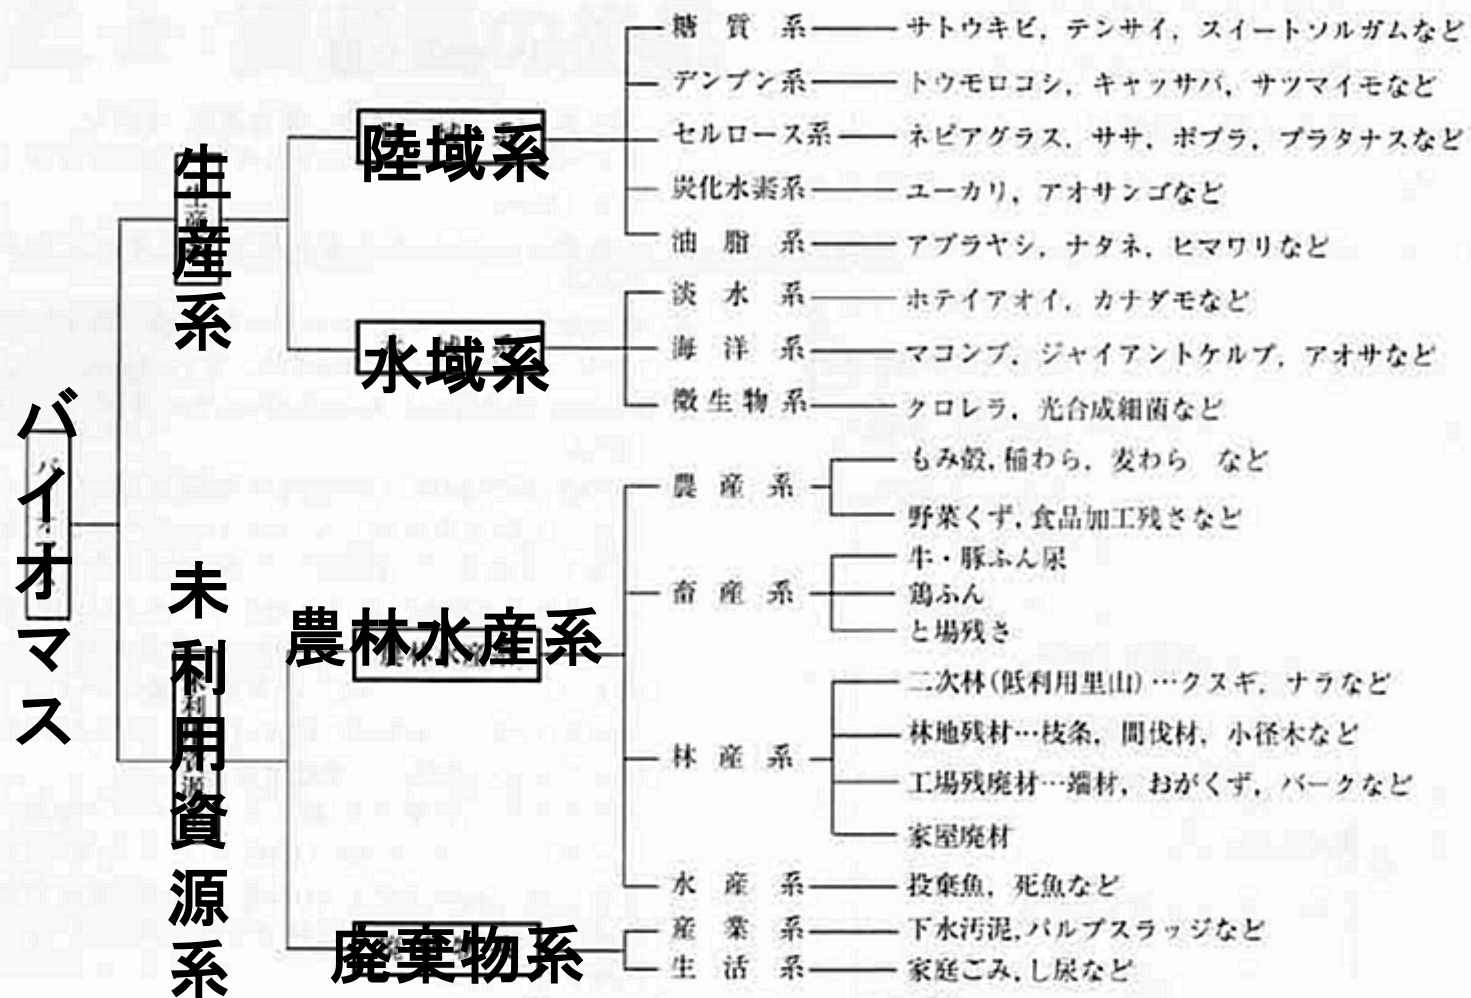 バイオマス
生産系
陸域系
糖質系 サトウキビ, テンサイ, スイートソルガムなど
デンプン系 トウモロコシ, キャッサバ, サツマイモなど
セルロース系 ネピアグラス, ササ, ポプラ, プラタナスなど
炭化水素系 ユーカリ, アオサンゴなど
油脂系 アブラヤシ, ナタネ, ヒマワリなど
水域系
淡水系 ホテイアオイ, カナダモなど
海洋系 マコンブ, ジャイアントケルプ, アオサなど
微生物系 クロレラ, 光合成細菌など
未利用資源系
農林水産系
農産系 もみ殻, 稲わら, 麦わら など
野菜くず, 食品加工残さなど
畜産系 牛・豚ふん尿
鶏ふん
と場残さ
林産系 二次林(低利用里山)…クヌギ, ナラなど
林地残材…枝条, 間伐材, 小径木など
工場残廃材…端材, おがくず, バークなど
家屋廃材
水産系 投棄魚, 死魚など
廃棄物系
産業系 下水汚泥, パルプスラッジなど
生活系 家庭ごみ, し尿など